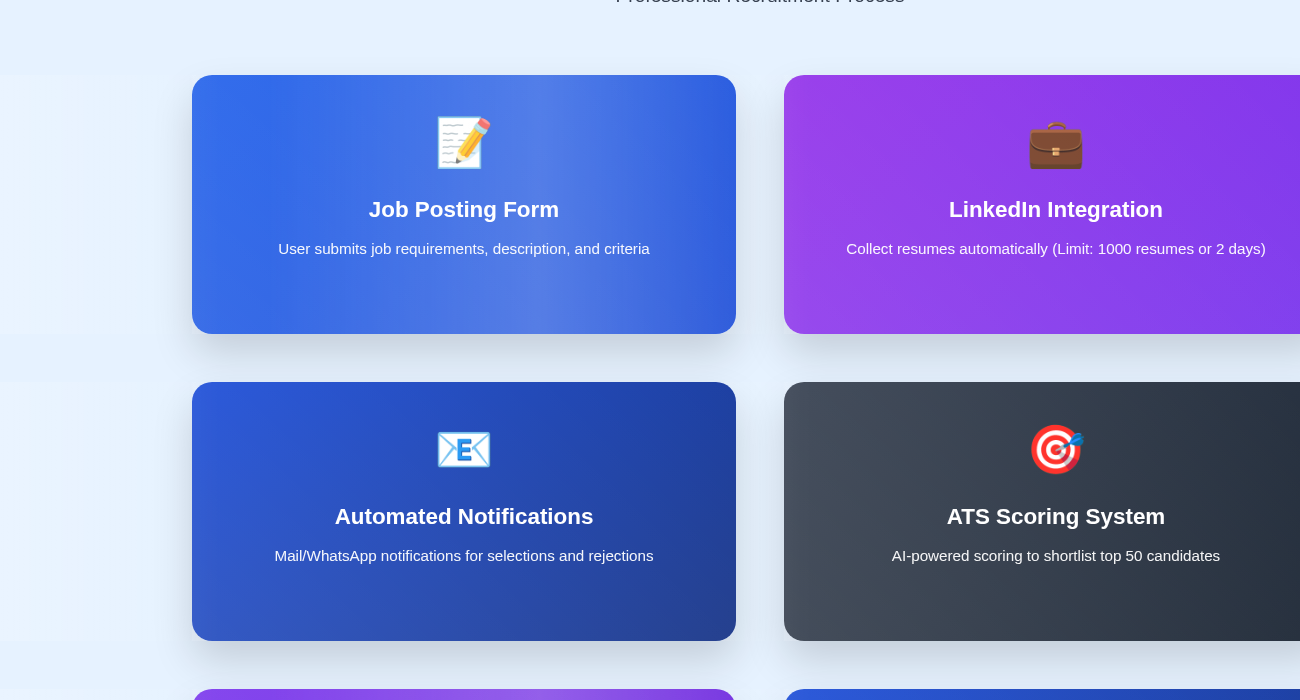 Professional Recruitment Process
Job Posting Form
User submits job requirements, description, and criteria
LinkedIn Integration
Collect resumes automatically (Limit: 1000 resumes or 2 days)
Automated Notifications
Mail/WhatsApp notifications for selections and rejections
ATS Scoring System
AI-powered scoring to shortlist top 50 candidates